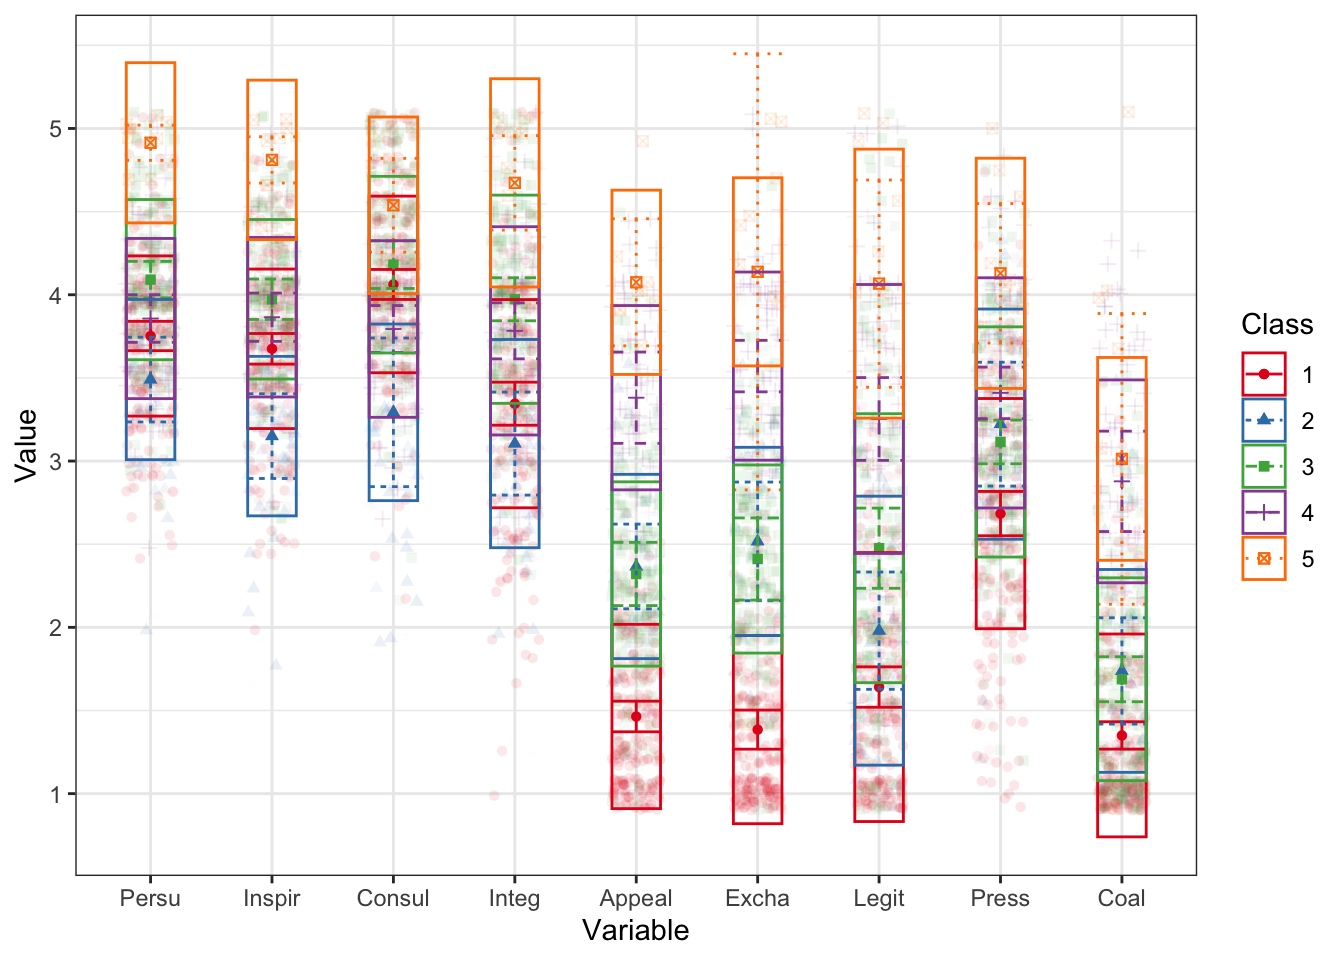 5
4
3
2
1
Value
Persu
Inspir
Consul
Integ
Appeal
Excha
Legit
Press
Coal
Variable
Class
1
2
3
4
5